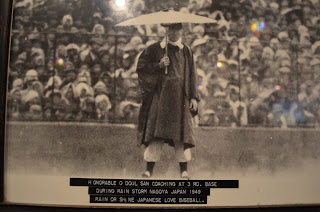 HONORABLE O DOUL SAN COACHING AT 3 RD. BASE
DURING RAIN STORM NAGOYA JAPAN 1949
RAIN OR SHINE JAPANESE LOVE BASEBALL.